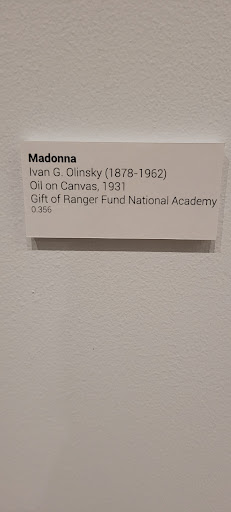 Madonna
Ivan G. Olinsky (1878-1962)
Oil on Canvas, 1931
Gift of Ranger Fund National Academy
0.356